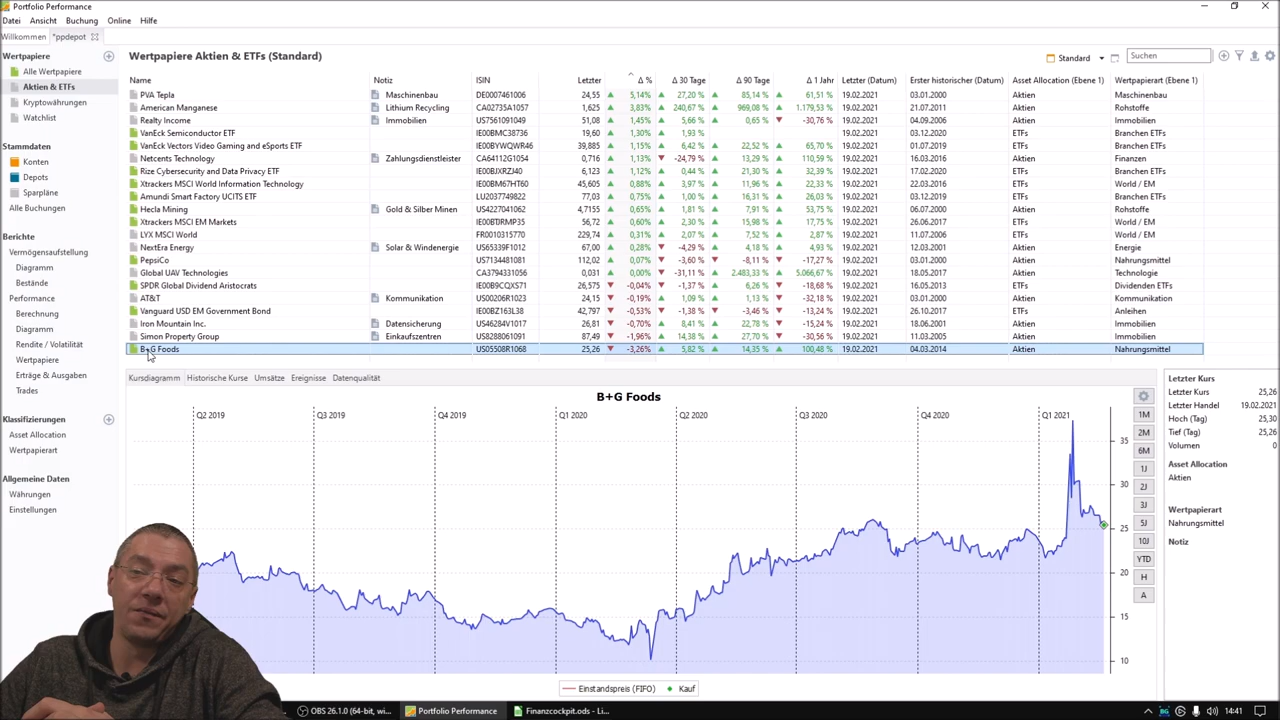 Portfolio Performance
Datei Ansicht Buchung Online Hilfe
Willkommen *ppdepot
Wertpapiere
Alle Wertpapiere
Aktien & ETFs
Kryptowährungen
Watchlist
Stammdaten
Konten
Depots
Sparpläne
Alle Buchungen
Berichte
Vermögensaufstellung
Diagramm
Bestände
Performance
Berechnung
Diagramm
Rendite / Volatilität
Wertpapiere
Erträge & Ausgaben
Trades
Klassifizierungen
Asset Allocation
Wertpapierart
Allgemeine Daten
Währungen
Einstellungen
Wertpapiere Aktien & ETFs (Standard)
Standard Suchen
Name Notiz ISIN Letzter Δ % Δ 30 Tage Δ 90 Tage Δ 1 Jahr Letzter (Datum) Erster historischer (Datum) Asset Allocation (Ebene 1) Wertpapierart (Ebene 1)
PVA Tepla Maschinenbau DE0007461006 24,55 5,14% 27,20 % 85,14 % 61,51 % 19.02.2021 03.01.2000 Aktien Maschinenbau
American Manganese Lithium Recycling CA02735A1057 1,625 3,83% 240,67 % 969,08 % 1.179,53 % 19.02.2021 21.07.2011 Aktien Rohstoffe
Realty Income Immobilien US7561091049 51,08 1,45% 5,66 % 0,65 % -30,76 % 19.02.2021 04.09.2006 Aktien Immobilien
VanEck Semiconductor ETF IE00BMC38736 19,60 1,30% 1,93 % 19.02.2021 03.12.2020 ETFs Branchen ETFs
VanEck Vectors Video Gaming and eSports ETF IE00BYWQWR46 39,885 1,15% 6,42 % 22,52 % 65,70 % 19.02.2021 01.07.2019 ETFs Branchen ETFs
Netcents Technology Zahlungsdienstleister CA64112G1054 0,716 1,13% -24,79 % 13,29 % 110,59 % 19.02.2021 16.03.2016 Aktien Finanzen
Rize Cybersecurity and Data Privacy ETF IE00BJXRZJ40 6,123 1,12% 0,44 % 21,30 % 32,39 % 19.02.2021 17.02.2020 ETFs Branchen ETFs
Xtrackers MSCI World Information Technology IE00BM67HT60 45,605 0,88% 3,97 % 11,96 % 22,33 % 19.02.2021 22.03.2016 ETFs World / EM
Amundi Smart Factory UCITS ETF LU2037749822 77,03 0,75% 1,00 % 16,31 % 26,03 % 19.02.2021 03.12.2019 ETFs Branchen ETFs
Hecla Mining Gold & Silber Minen US4227041062 4,7155 0,65% 1,81 % 7,91 % 53,75 % 19.02.2021 03.01.2000 Aktien Rohstoffe
Xtrackers MSCI EM Markets IE00BTJRMP35 56,72 0,60% 2,30 % 15,98 % 17,75 % 19.02.2021 26.06.2017 ETFs World / EM
LYX MSCI World FR0010315770 229,74 0,31% 2,07 % 7,52 % 2,87 % 19.02.2021 11.07.2006 ETFs World / EM
NextEra Energy Solar & Windenergie US65339F1012 67,00 0,28% -4,29 % 4,18 % 4,93 % 19.02.2021 12.03.2001 Aktien Energie
PepsiCo US7134481081 112,02 0,07% -3,60 % -8,11 % -17,27 % 19.02.2021 03.01.2000 Aktien Nahrungsmittel
Global UAV Technologies CA3794331056 0,031 0,00% -31,11 % 2.483,33 % 5.066,67 % 19.02.2021 18.05.2017 Aktien Technologie
SPDR Global Dividend Aristocrats IE00B9CQXS71 26,575 -0,04% -1,37 % 6,26 % -18,68 % 19.02.2021 16.05.2013 ETFs Dividenden ETFs
AT&T Kommunikation US00206R1023 24,15 -0,19% 1,09 % 1,13 % -32,18 % 19.02.2021 03.01.2000 Aktien Kommunikation
Vanguard USD EM Government Bond IE00BZ163L38 42,797 -0,53% -1,38 % -3,46 % -13,24 % 19.02.2021 26.10.2017 ETFs Anleihen
Iron Mountain Inc. Datensicherung US46284V1017 26,81 -0,70% 8,41 % 22,78 % -15,24 % 19.02.2021 18.06.2001 Aktien Immobilien
Simon Property Group Einkaufszentren US8288061091 87,49 -1,96% 14,38 % 27,70 % -30,56 % 19.02.2021 11.03.2005 Aktien Immobilien
B+G Foods US05508R1068 25,26 -3,26% 5,82 % 14,35 % 100,48 % 19.02.2021 04.03.2014 Aktien Nahrungsmittel
Kursdiagramm Historische Kurse Umsätze Ereignisse Datenqualität
B+G Foods
Q2 2019 Q3 2019 Q4 2019 Q1 2020 Q2 2020 Q3 2020 Q4 2020 Q1 2021
35
30
25
20
15
10
1M
2M
6M
1J
2J
3J
5J
10J
YTD
H
A
Einstandspreis (FIFO) Kauf
Letzter Kurs
Letzter Kurs 25,26
Letzter Handel 19.02.2021
Hoch (Tag) 25,30
Tief (Tag) 25,26
Volumen 0
Asset Allocation
Aktien
Wertpapierart
Nahrungsmittel
Notiz
OBS 26.1.0 (64-bit, wi... Portfolio Performance Finanzcockpit.ods - Li... 14:41